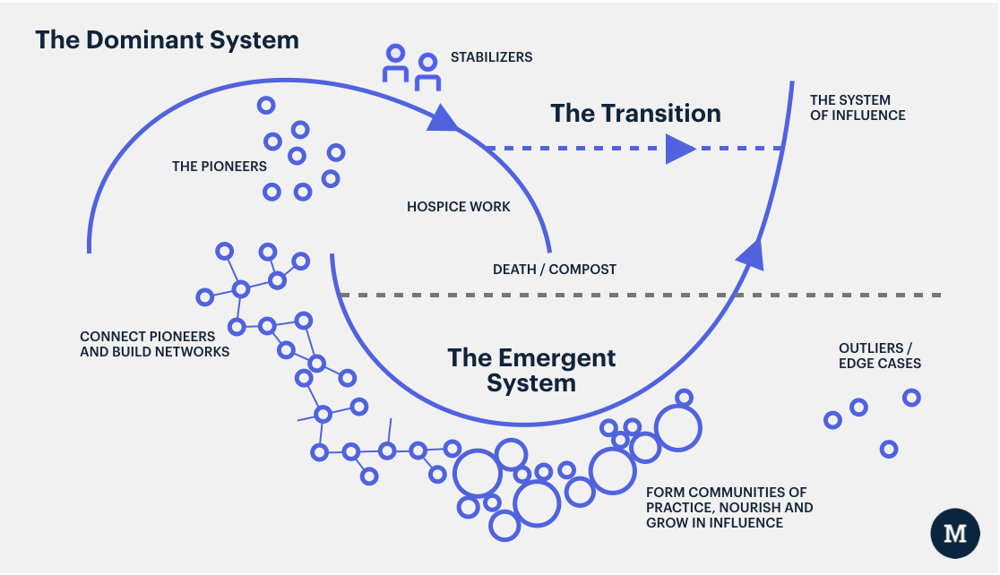 The Dominant System
STABILIZERS
The Transition
THE SYSTEM
OF INFLUENCE
THE PIONEERS
HOSPICE WORK
DEATH / COMPOST
CONNECT PIONEERS
AND BUILD NETWORKS
The Emergent
System
OUTLIERS /
EDGE CASES
FORM COMMUNITIES OF
PRACTICE, NOURISH AND
GROW IN INFLUENCE
M